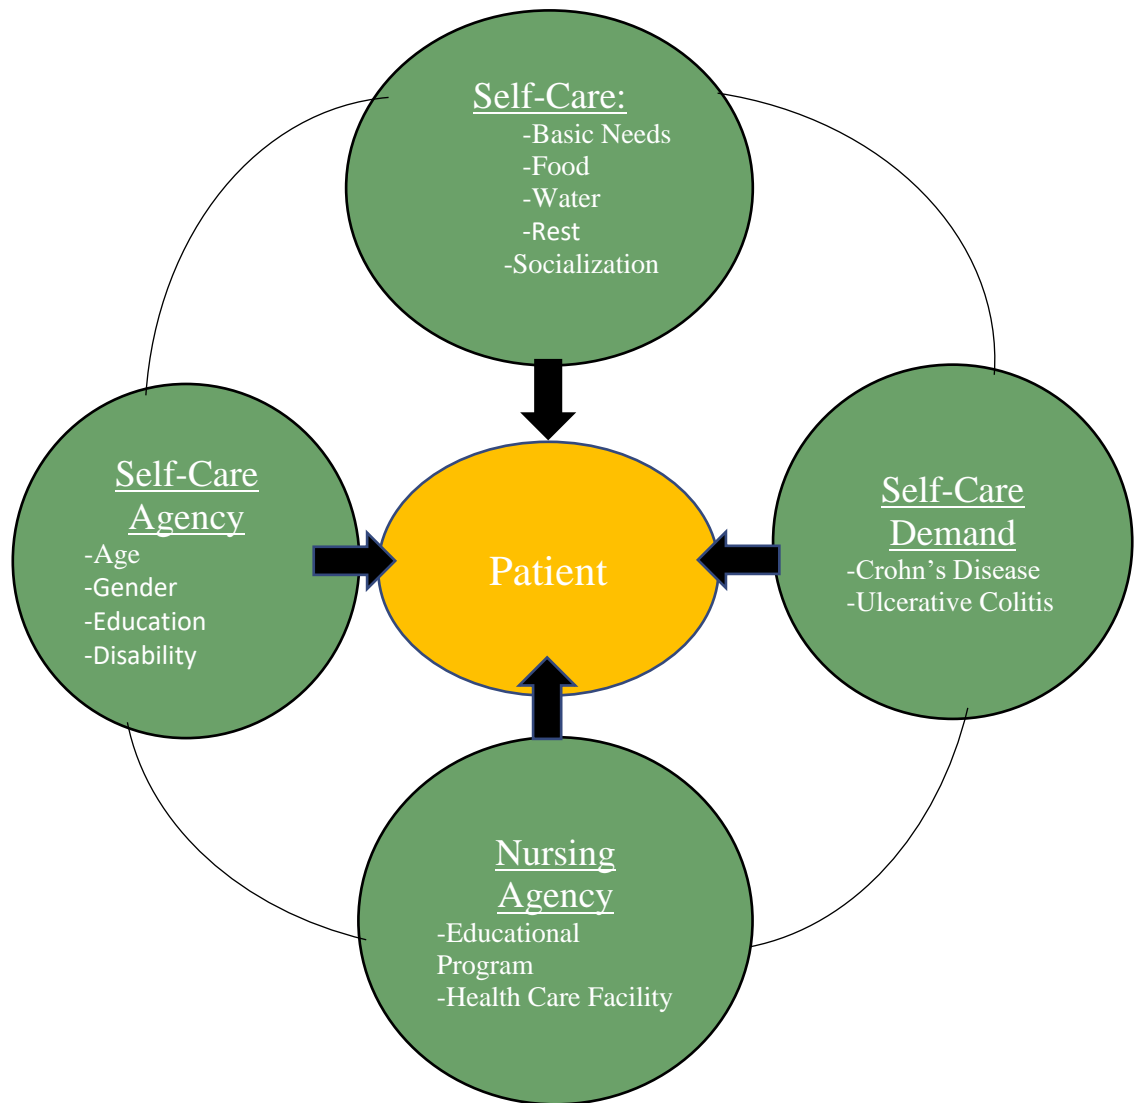 Self-Care:
-Basic Needs
-Food
-Water
-Rest
-Socialization
Self-Care
Agency
-Age
-Gender
-Education
-Disability
Patient
Self-Care
Demand
-Crohn’s Disease
-Ulcerative Colitis
Nursing
Agency
-Educational
Program
-Health Care Facility